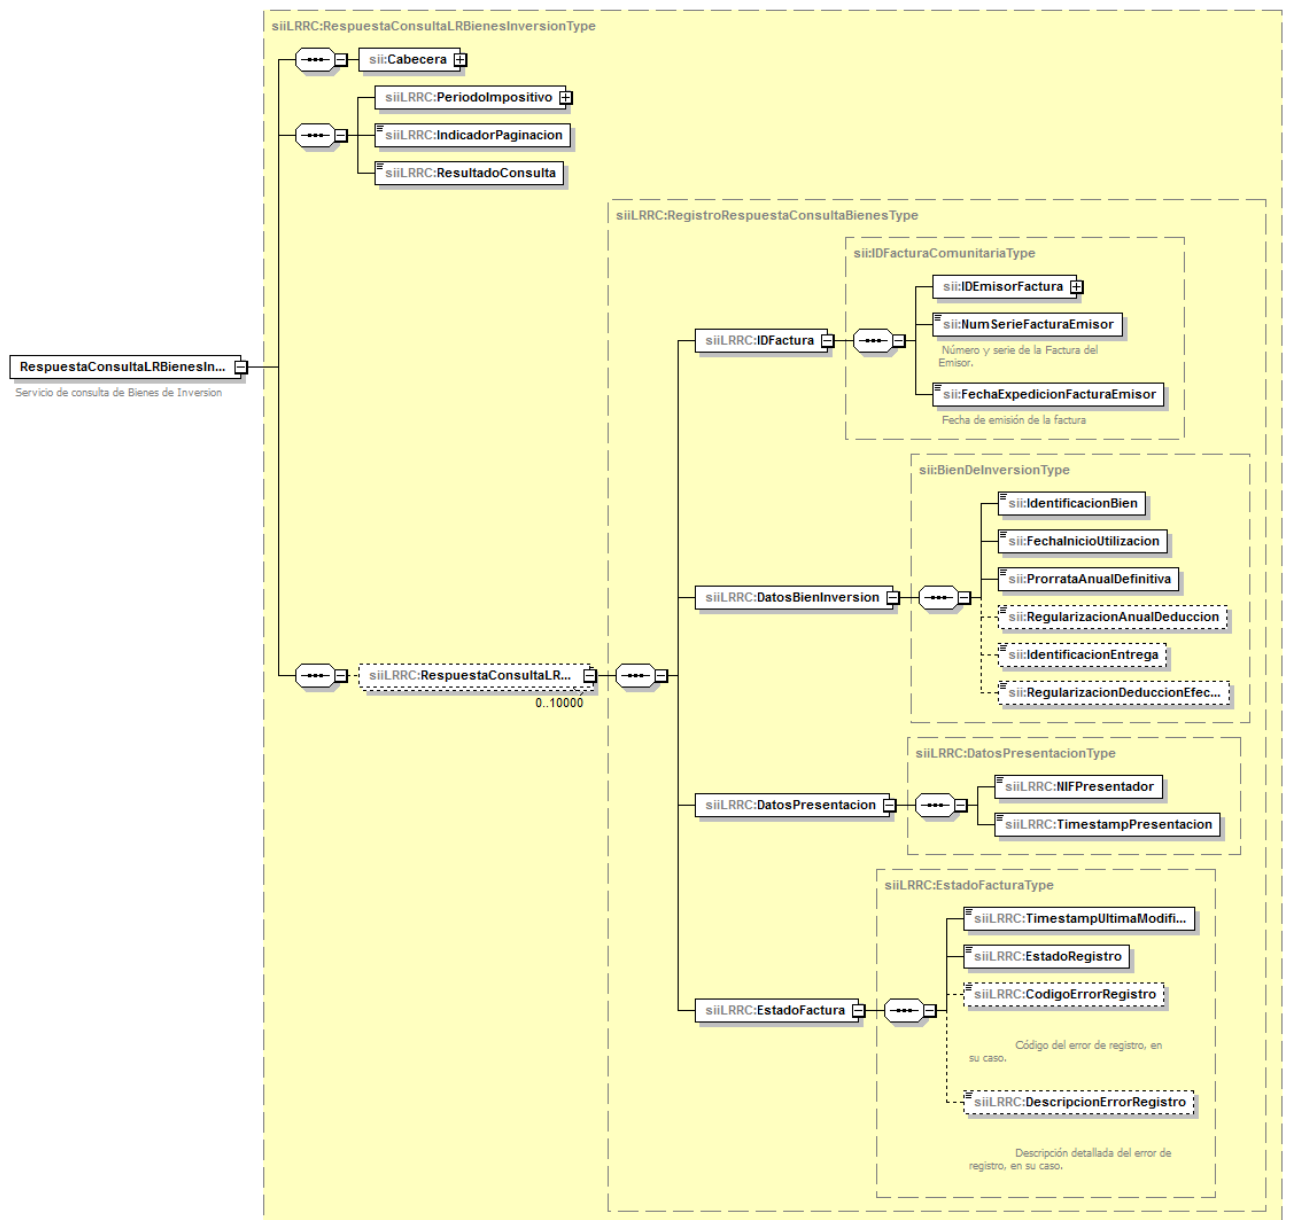 siiLRRC:RespuestaConsultaLRBienesInversionType
sii:Cabecera
siiLRRC:PeriodoImpositivo
siiLRRC:IndicadorPaginacion
siiLRRC:ResultadoConsulta
siiLRRC:RegistroRespuestaConsultaBienesType
sii:IDFacturaComunitariaType
sii:IDEmisorFactura
sii:NumSerieFacturaEmisor
siiLRRC:IDFactura
Número y serie de la Factura del
Emisor.
RespuestaConsultaLRBienesIn...
Servicio de consulta de Bienes de Inversion
sii:FechaExpedicionFacturaEmisor
Fecha de emisión de la factura
sii:BienDeInversionType
sii:IdentificacionBien
sii:FechaInicioUtilizacion
sii:ProrrataAnualDefinitiva
siiLRRC:DatosBienInversion
sii:RegularizacionAnualDeduccion
sii:IdentificacionEntrega
siiLRRC:RespuestaConsultaLR...
0..10000
sii:RegularizacionDeduccionEfec...
siiLRRC:DatosPresentacionType
siiLRRC:NIFPresentador
siiLRRC:DatosPresentacion
siiLRRC:TimestampPresentacion
siiLRRC:EstadoFacturaType
siiLRRC:TimestampUltimaModifi...
siiLRRC:EstadoRegistro
siiLRRC:CodigoErrorRegistro
siiLRRC:EstadoFactura
Código del error de registro, en
su caso.
siiLRRC:DescripcionErrorRegistro
Descripción detallada del error de
registro, en su caso.